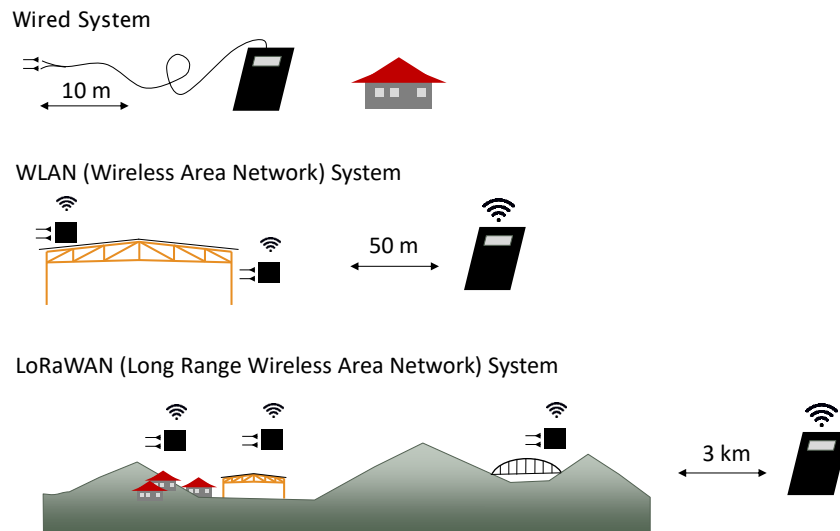 Wired System
10 m
WLAN (Wireless Area Network) System
50 m
LoRaWAN (Long Range Wireless Area Network) System
3 km